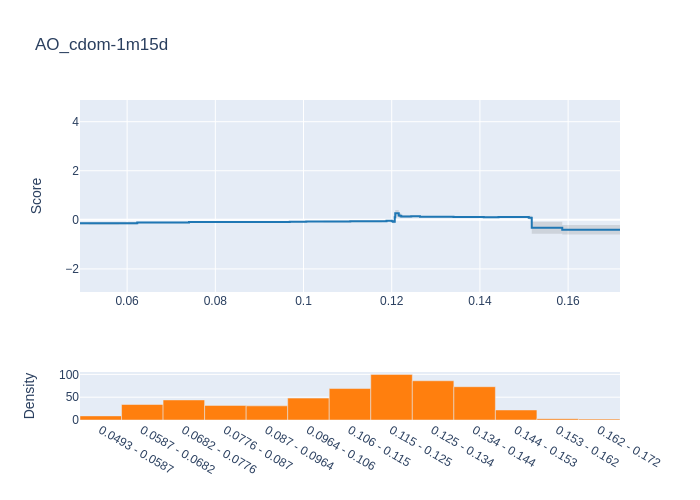 AO_cdom-1m15d
Score
4
2
0
−2
0.06
0.08
0.1
0.12
0.14
0.16
Density
100
50
0
0.0493 - 0.0587
0.0587 - 0.0682
0.0682 - 0.0776
0.0776 - 0.087
0.087 - 0.0964
0.0964 - 0.106
0.106 - 0.115
0.115 - 0.125
0.125 - 0.134
0.134 - 0.144
0.144 - 0.153
0.153 - 0.162
0.162 - 0.172